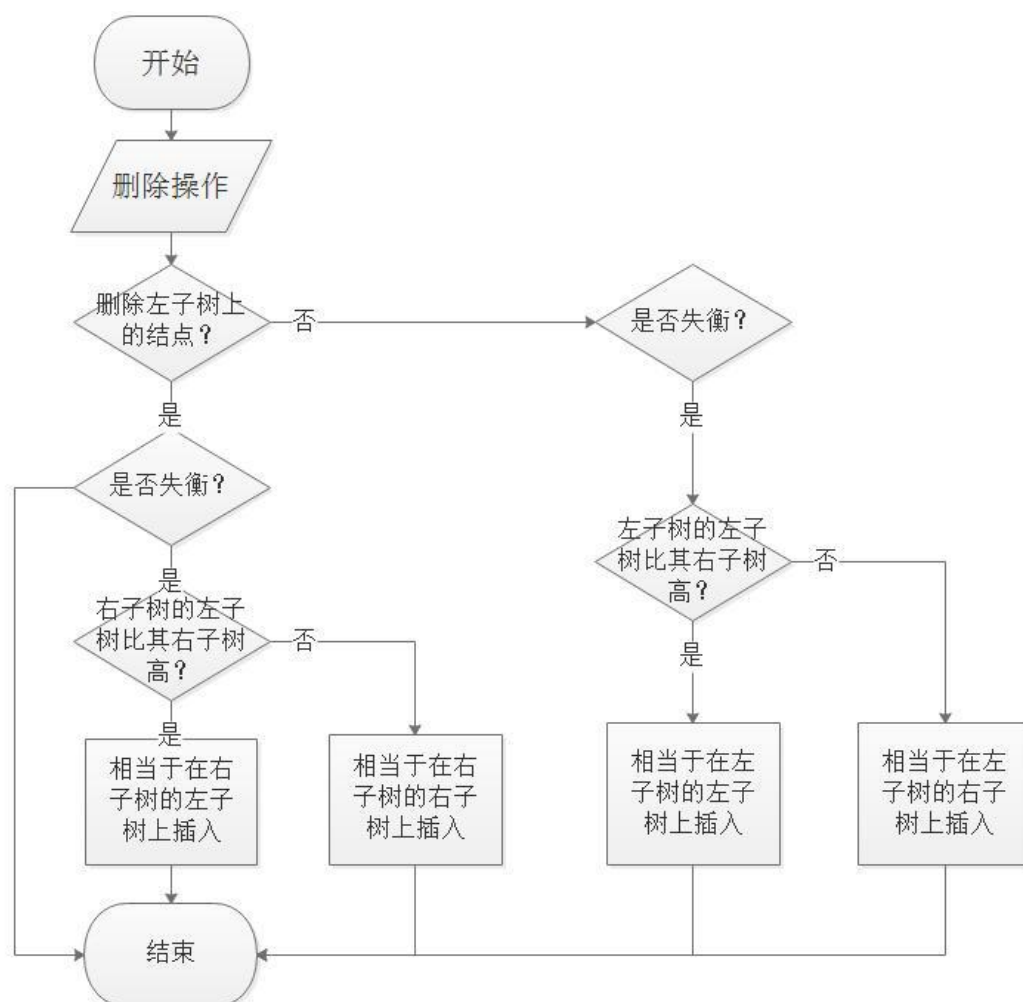 开始
删除操作
删除左子树上
的结点？
否
是否失衡？
是
是
是否失衡？
左子树的左子
树比其右子树
高？
否
是
右子树的左子
树比其右子树
高？
否
是
是
相当于在右
子树的左子
树上插入
相当于在右
子树的右子
树上插入
相当于在左
子树的左子
树上插入
相当于在左
子树的右子
树上插入
结束